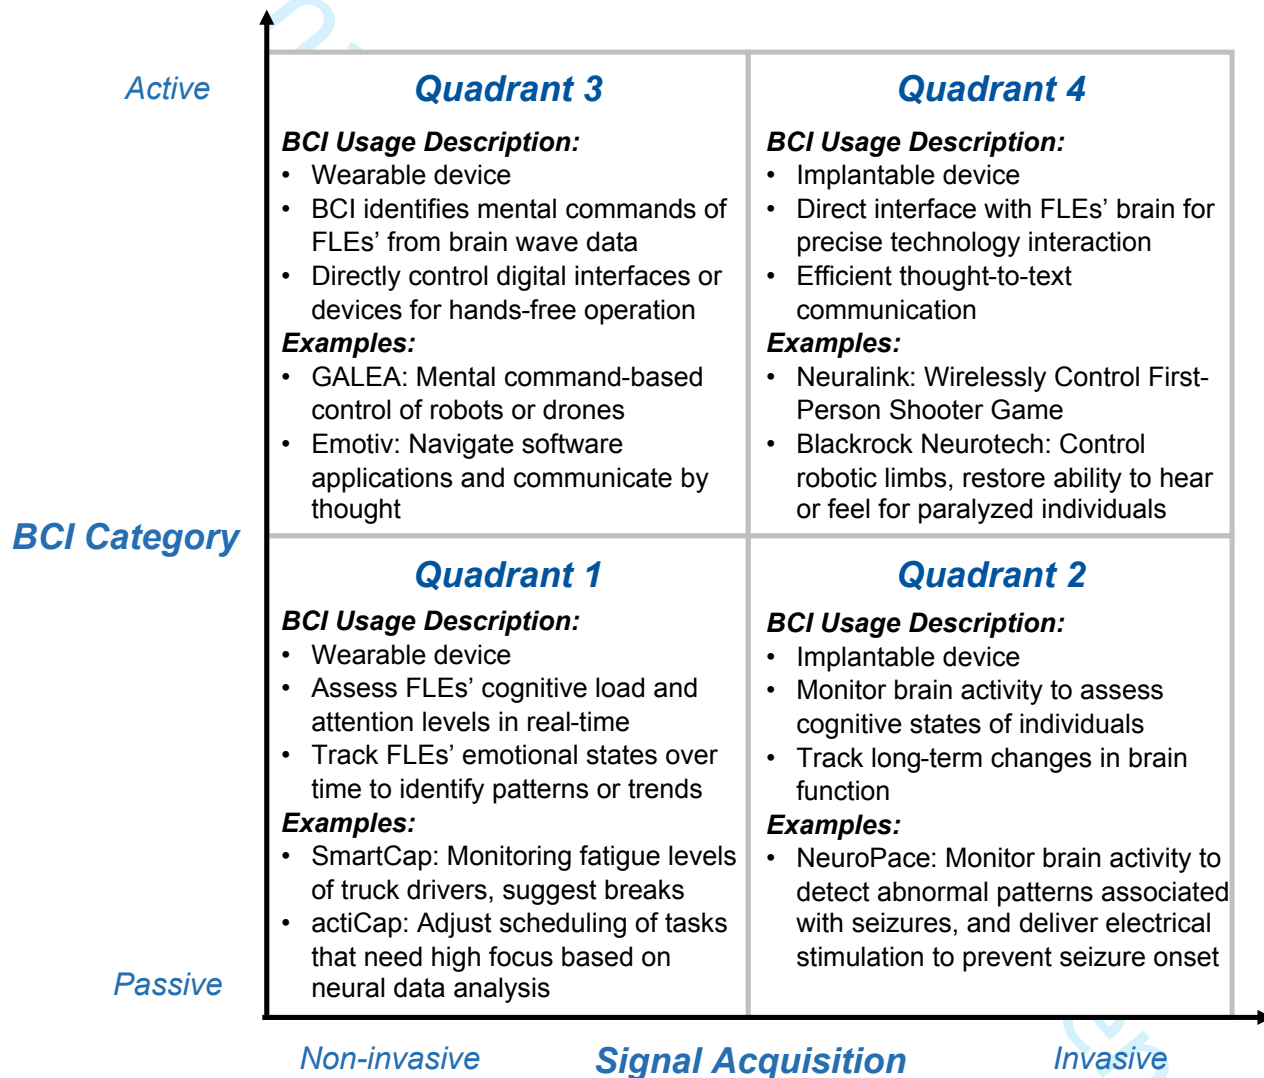 Active
Quadrant 3
BCI Usage Description:
• Wearable device
• BCI identifies mental commands of
FLEs’ from brain wave data
• Directly control digital interfaces or
devices for hands-free operation
Examples:
• GALEA: Mental command-based
control of robots or drones
• Emotiv: Navigate software
applications and communicate by
thought
Quadrant 4
BCI Usage Description:
• Implantable device
• Direct interface with FLEs’ brain for
precise technology interaction
• Efficient thought-to-text
communication
Examples:
• Neuralink: Wirelessly Control First-
Person Shooter Game
• Blackrock Neurotech: Control
robotic limbs, restore ability to hear
or feel for paralyzed individuals
BCI Category
Quadrant 1
BCI Usage Description:
• Wearable device
• Assess FLEs’ cognitive load and
attention levels in real-time
• Track FLEs’ emotional states over
time to identify patterns or trends
Examples:
• SmartCap: Monitoring fatigue levels
of truck drivers, suggest breaks
• actiCap: Adjust scheduling of tasks
that need high focus based on
neural data analysis
Quadrant 2
BCI Usage Description:
• Implantable device
• Monitor brain activity to assess
cognitive states of individuals
• Track long-term changes in brain
function
Examples:
• NeuroPace: Monitor brain activity to
detect abnormal patterns associated
with seizures, and deliver electrical
stimulation to prevent seizure onset
Passive
Non-invasive
Signal Acquisition
Invasive